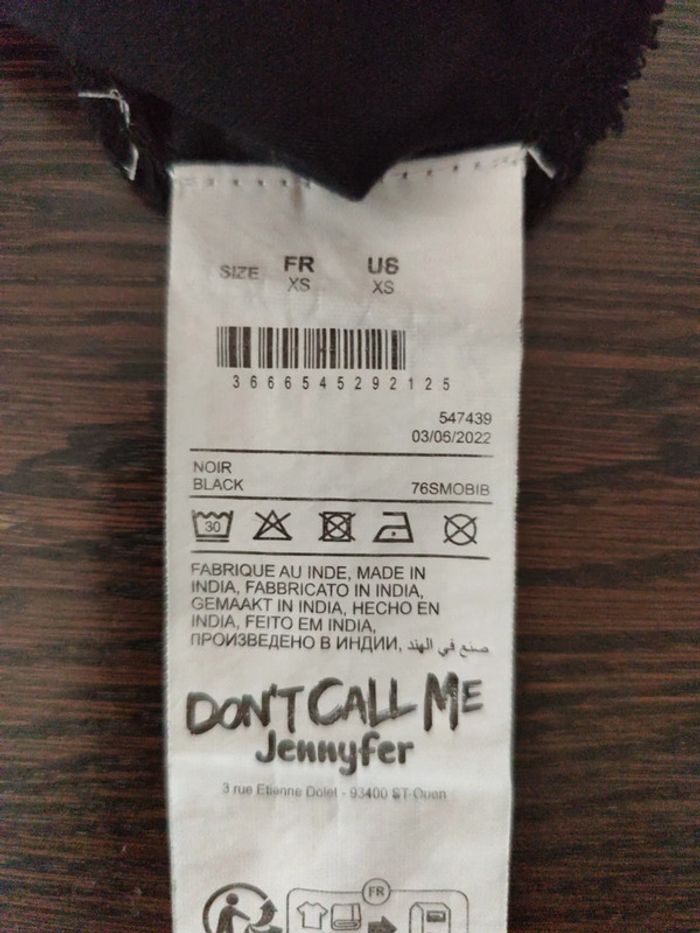 SIZE FR US
XS XS
3666545292125
547439
03/06/2022
NOIR
BLACK 76SMOBIB
30
FABRIQUE AU INDE, MADE IN
INDIA, FABBRICATO IN INDIA,
GEMAAKT IN INDIA, HECHO EN
INDIA, FEITO EM INDIA,
ПРОИЗВЕДЕНО В ИНДИИ, صنع في الهند
DON'T CALL ME
Jennyfer
3 rue Etienne Dolet - 93400 ST-Ouen
FR